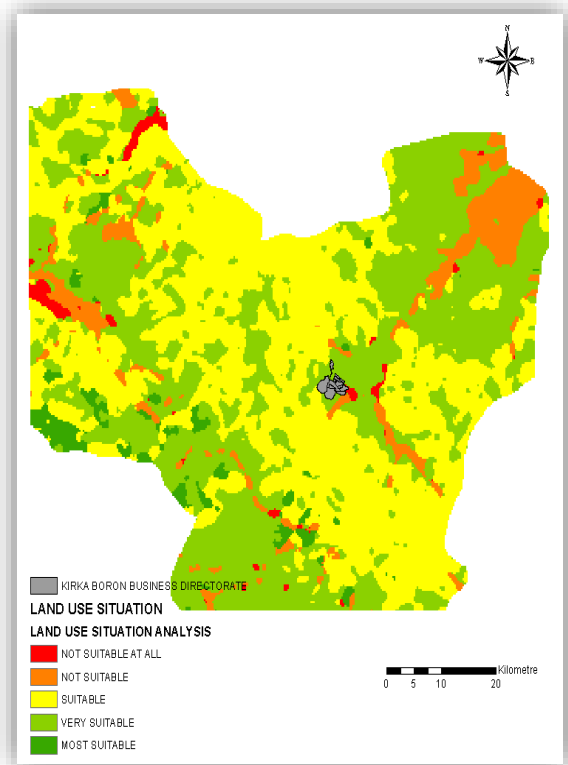 N
W E
S
KIRKA BORON BUSINESS DIRECTORATE
LAND USE SITUATION
LAND USE SITUATION ANALYSIS
NOT SUITABLE AT ALL
NOT SUITABLE
SUITABLE
VERY SUITABLE
MOST SUITABLE
Kilometre
0 5 10 20